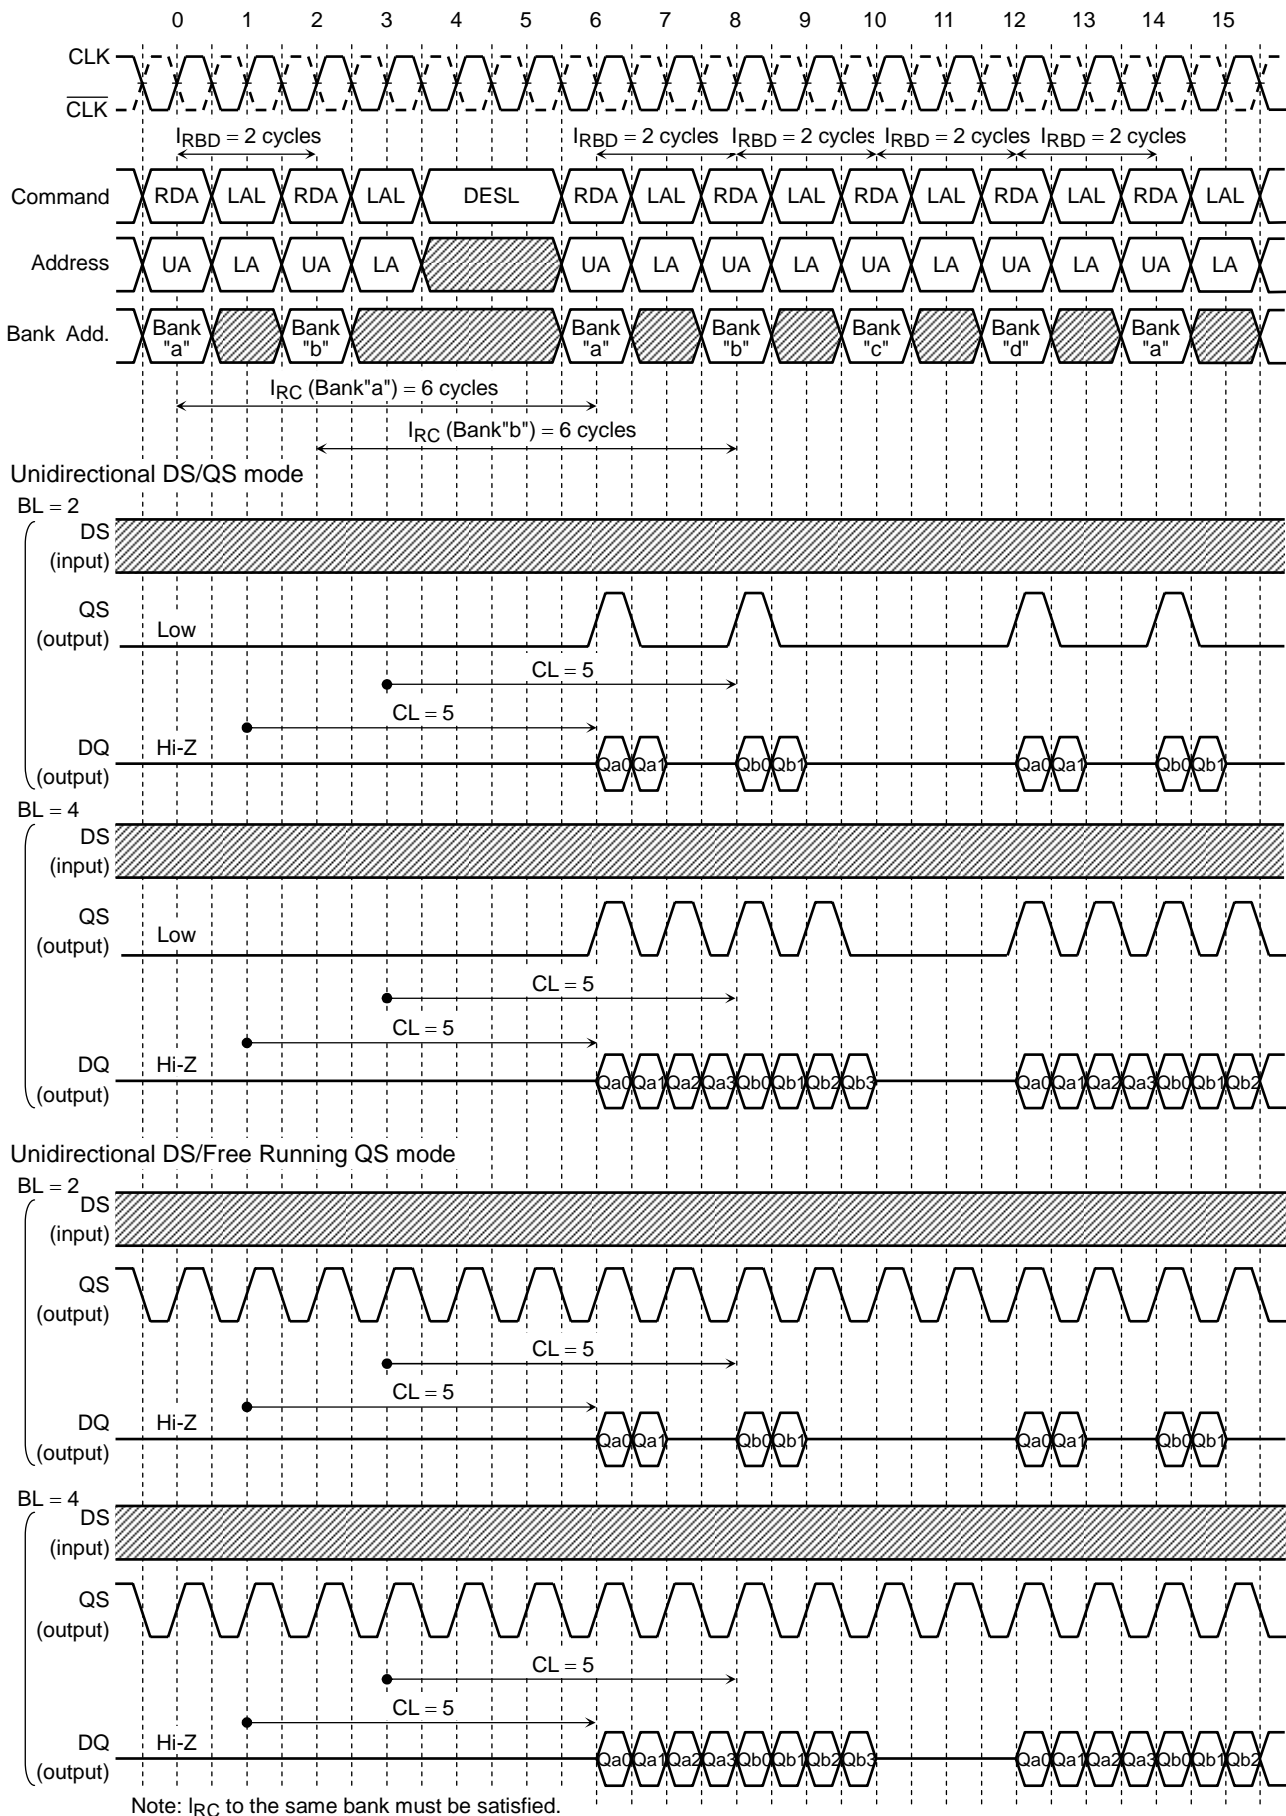 0 1 2 3 4 5 6 7 8 9 10 11 12 13 14 15
CLK
CLK
IRBD = 2 cycles IRBD = 2 cycles IRBD = 2 cycles IRBD = 2 cycles IRBD = 2 cycles
Command RDA LAL RDA LAL DESL RDA LAL RDA LAL RDA LAL RDA LAL RDA LAL
Address UA LA UA LA UA LA UA LA UA LA UA LA UA LA
Bank Add. Bank "a" Bank "b" Bank "a" Bank "b" Bank "c" Bank "d" Bank "a"
IRC (Bank"a") = 6 cycles
IRC (Bank"b") = 6 cycles
Unidirectional DS/QS mode
BL = 2
DS
(input)
QS
(output) Low
CL = 5
CL = 5
DQ Hi-Z
(output) Qa0 Qa1 Qb0 Qb1 Qa0 Qa1 Qb0 Qb1
BL = 4
DS
(input)
QS
(output) Low
CL = 5
CL = 5
DQ Hi-Z
(output) Qa0 Qa1 Qa2 Qa3 Qb0 Qb1 Qb2 Qb3 Qa0 Qa1 Qa2 Qa3 Qb0 Qb1 Qb2
Unidirectional DS/Free Running QS mode
BL = 2
DS
(input)
QS
(output)
CL = 5
CL = 5
DQ Hi-Z
(output) Qa0 Qa1 Qb0 Qb1 Qa0 Qa1 Qb0 Qb1
BL = 4
DS
(input)
QS
(output)
CL = 5
CL = 5
DQ Hi-Z
(output) Qa0 Qa1 Qa2 Qa3 Qb0 Qb1 Qb2 Qb3 Qa0 Qa1 Qa2 Qa3 Qb0 Qb1 Qb2
Note: IRC to the same bank must be satisfied.